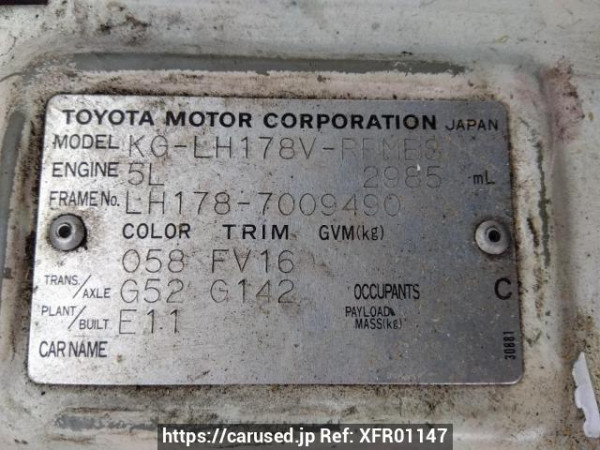 TOYOTA MOTOR CORPORATION JAPAN
MODEL KG-LH178V-
ENGINE 5L 2985 mL
FRAME No. LH178-7009490
COLOR TRIM GVM(kg)
058 FV16
TRANS./AXLE G52 G142 OCCUPANTS C
PLANT/BUILT E11 PAYLOAD MASS(kg)
CAR NAME
30881
https://carused.jp Ref: XFR01147